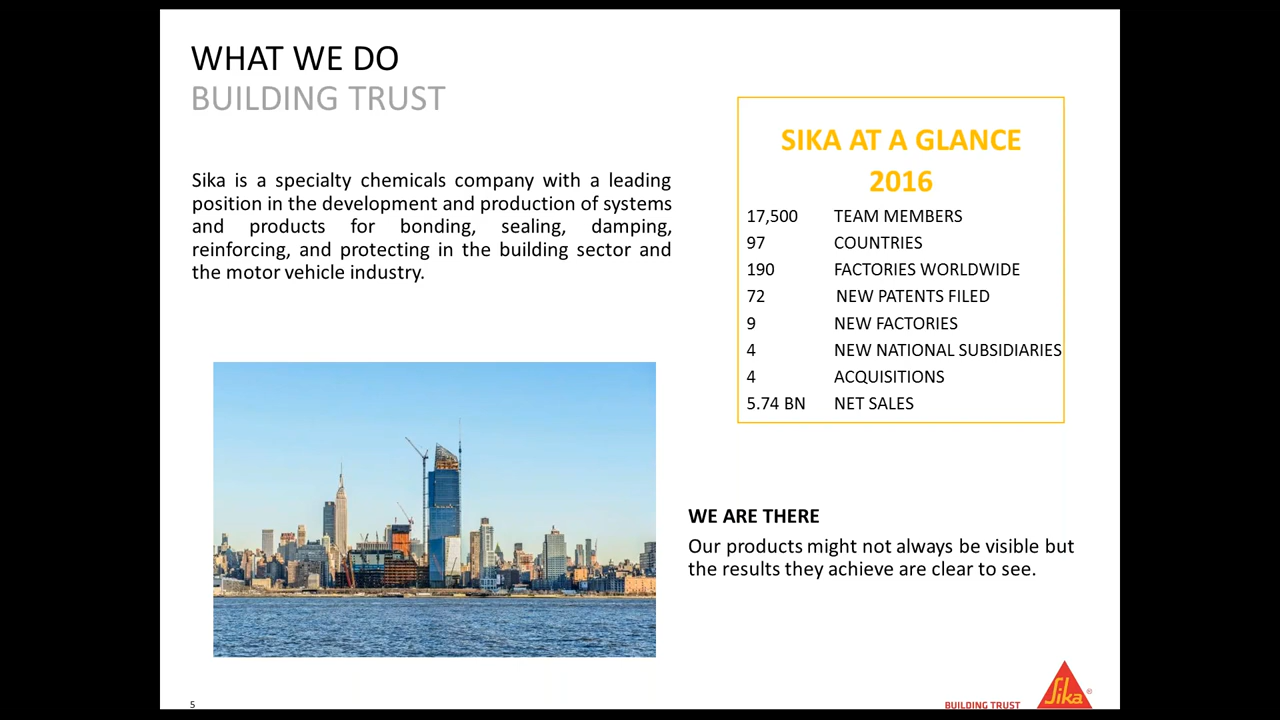 WHAT WE DO
BUILDING TRUST
Sika is a specialty chemicals company with a leading
position in the development and production of systems
and products for bonding, sealing, damping,
reinforcing, and protecting in the building sector and
the motor vehicle industry.
SIKA AT A GLANCE
2016
17,500 TEAM MEMBERS
97 COUNTRIES
190 FACTORIES WORLDWIDE
72 NEW PATENTS FILED
9 NEW FACTORIES
4 NEW NATIONAL SUBSIDIARIES
4 ACQUISITIONS
5.74 BN NET SALES
WE ARE THERE
Our products might not always be visible but
the results they achieve are clear to see.
5
BUILDING TRUST
Sika®